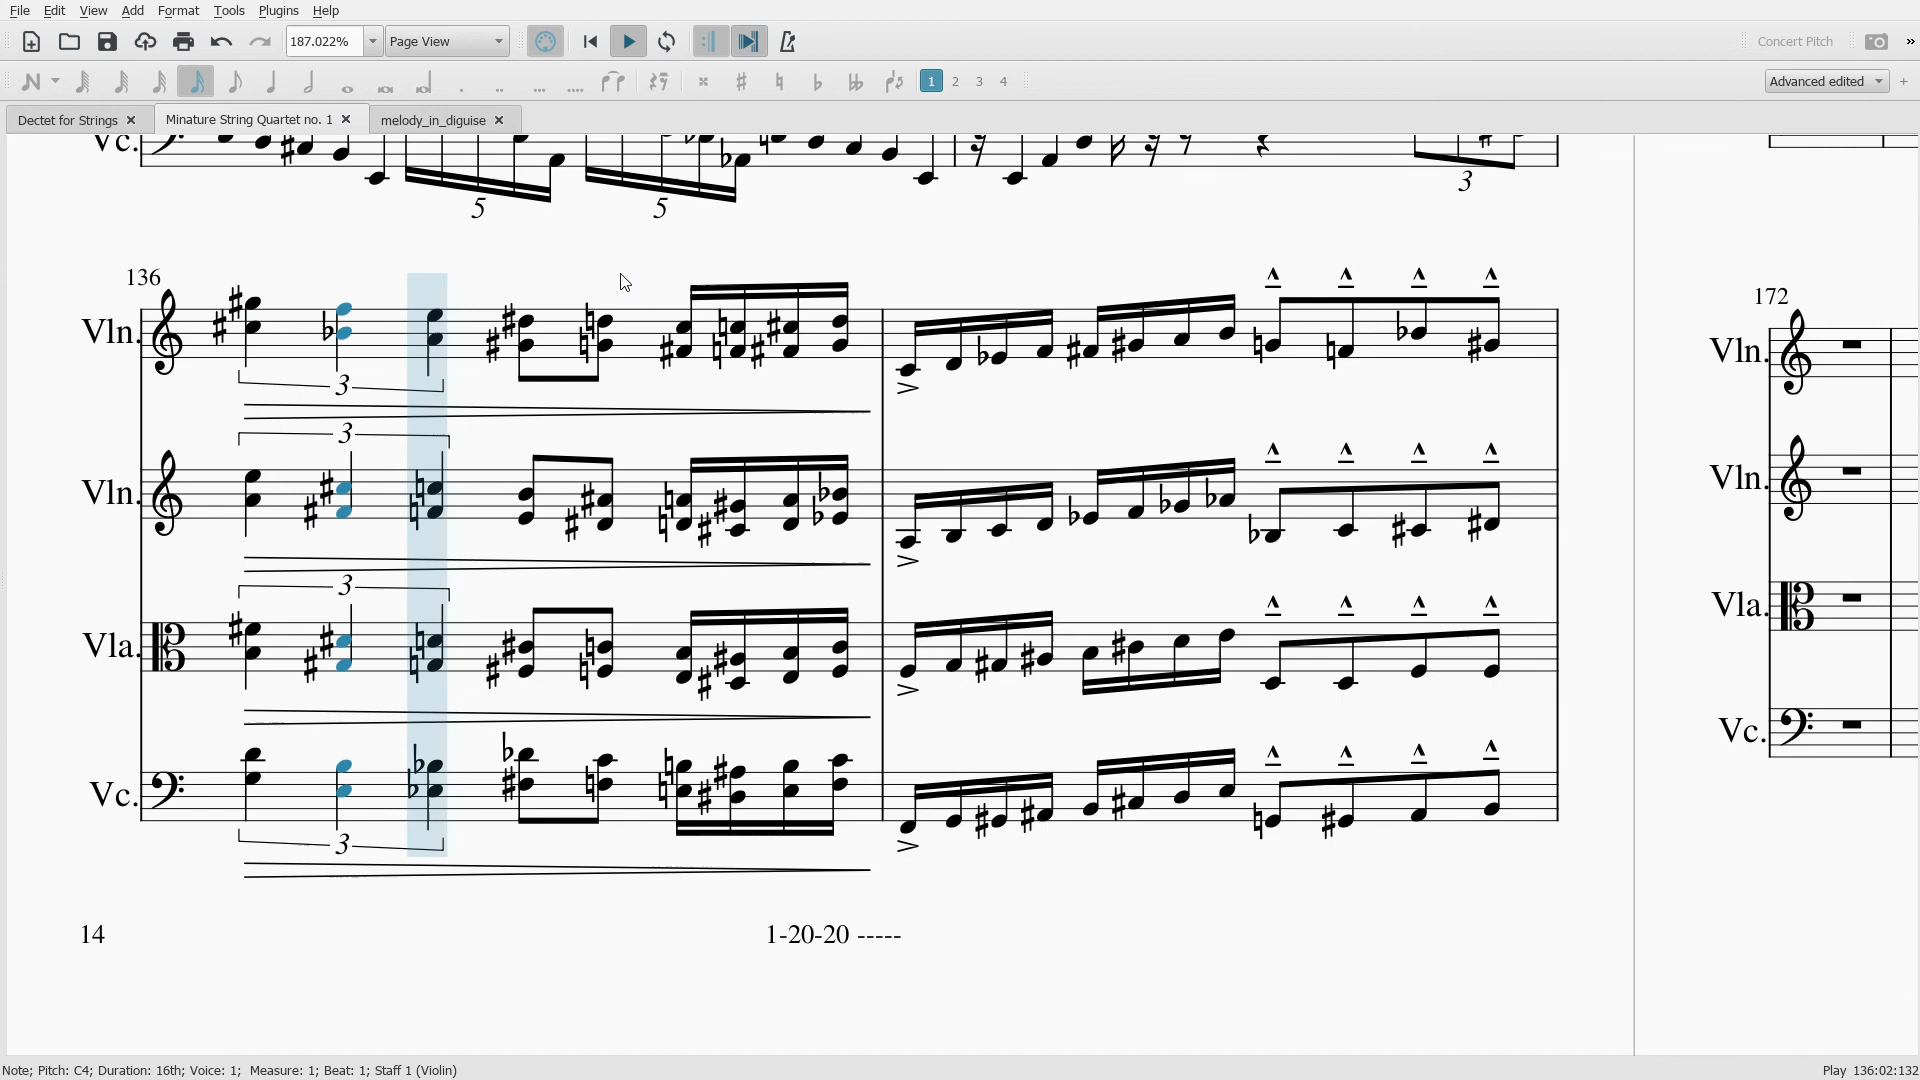 File Edit View Add Format Tools Plugins Help
187.022% Page View Concert Pitch »
1 2 3 4 Advanced edited +
Dectet for Strings Minature String Quartet no. 1 melody_in_diguise
Vc.
3
5 5
136
172
Vln. 3
Vln.
3
Vln.
Vln.
3
Vla.
Vla.
Vc.
Vc.
3
14 1-20-20 -----
Note; Pitch: C4; Duration: 16th; Voice: 1; Measure: 1; Beat: 1; Staff 1 (Violin) Play 136:02:132